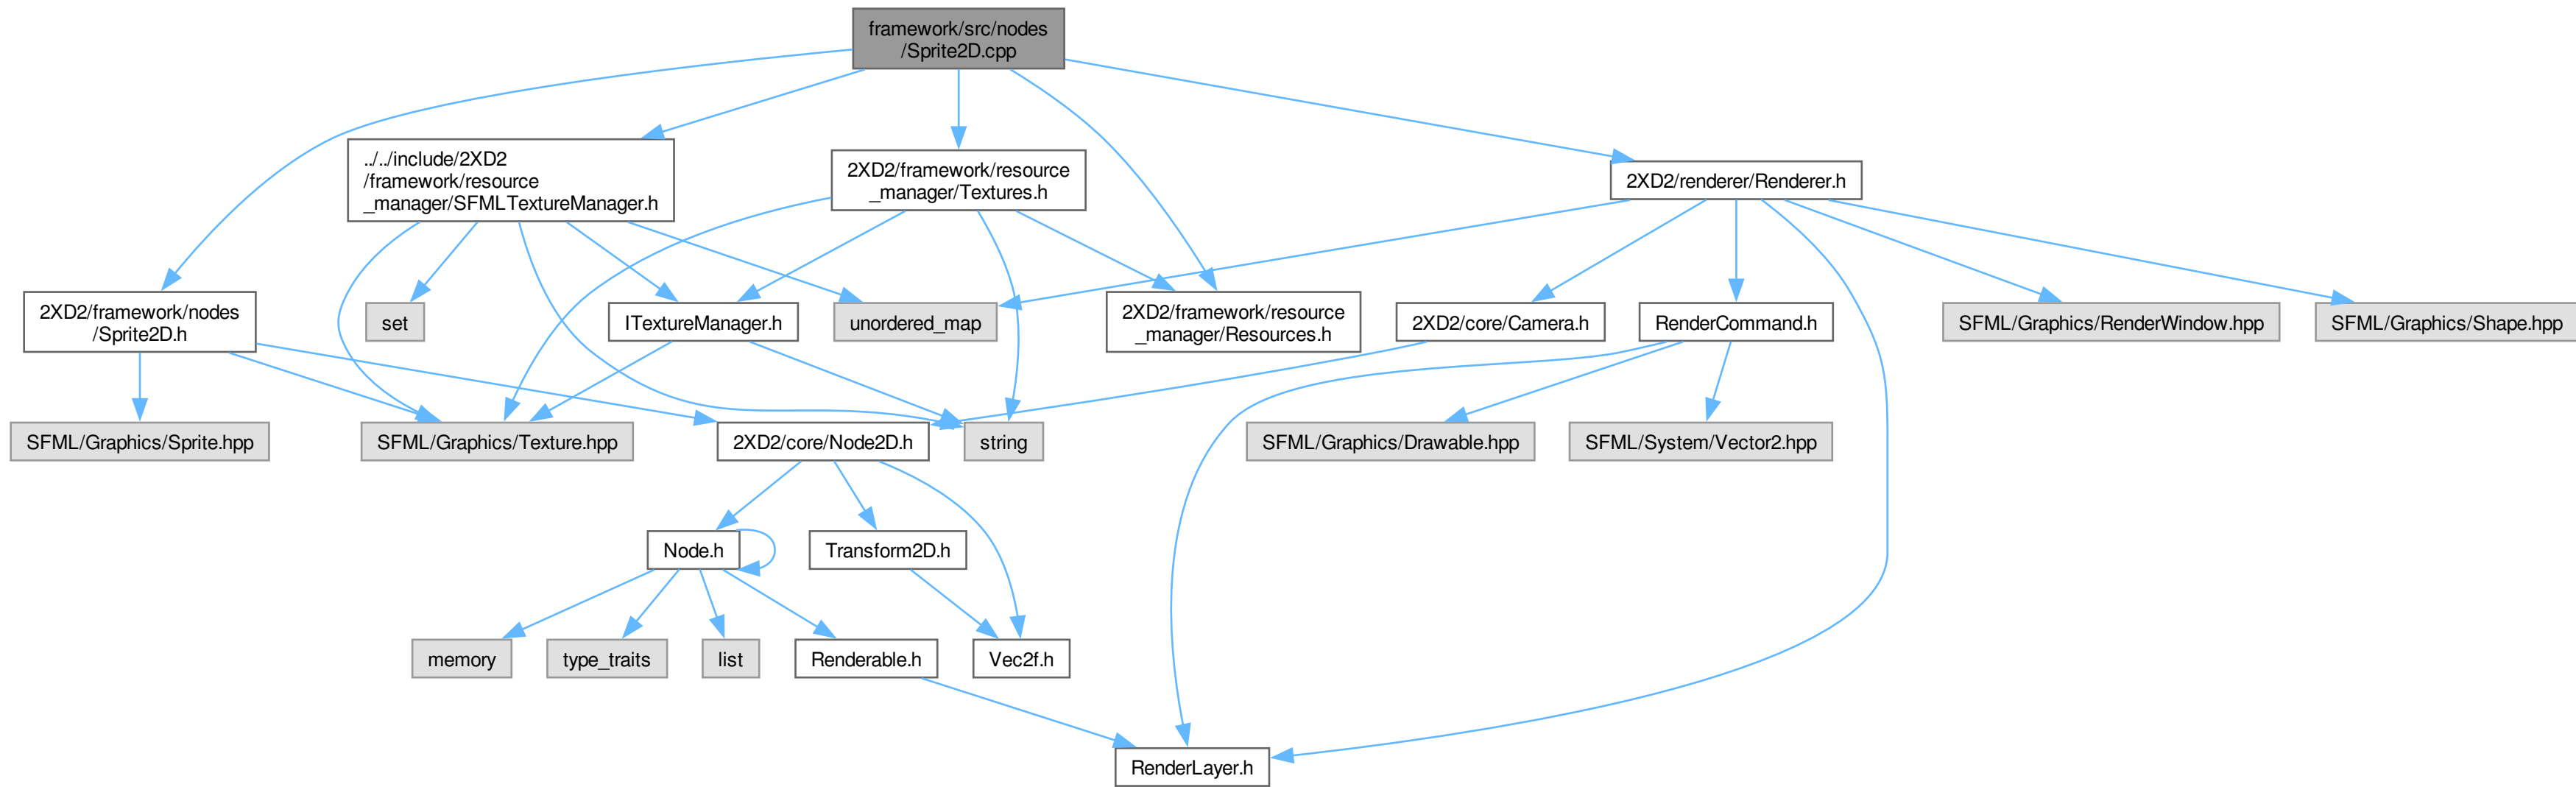 framework/src/nodes
/Sprite2D.cpp
../../include/2XD2
/framework/resource
_manager/SFMLTextureManager.h
2XD2/framework/resource
_manager/Textures.h
2XD2/renderer/Renderer.h
2XD2/framework/nodes
/Sprite2D.h
set
ITextureManager.h
unordered_map
2XD2/framework/resource
_manager/Resources.h
2XD2/core/Camera.h
RenderCommand.h
SFML/Graphics/RenderWindow.hpp
SFML/Graphics/Shape.hpp
SFML/Graphics/Sprite.hpp
SFML/Graphics/Texture.hpp
2XD2/core/Node2D.h
string
SFML/Graphics/Drawable.hpp
SFML/System/Vector2.hpp
Node.h
Transform2D.h
memory
type_traits
list
Renderable.h
Vec2f.h
RenderLayer.h